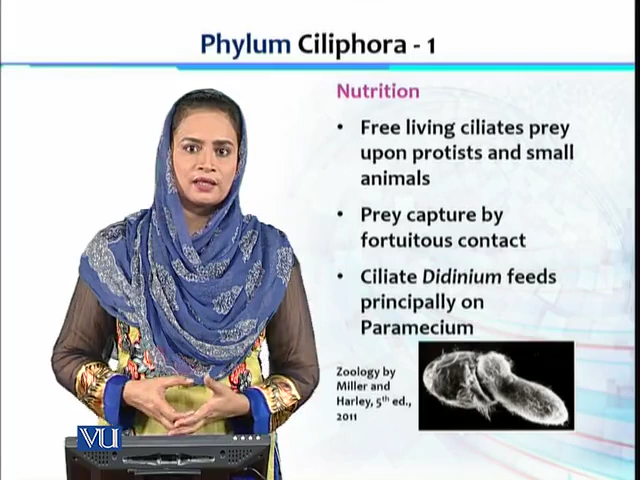 Phylum Ciliphora - 1
Nutrition
• Free living ciliates prey
upon protists and small
animals
• Prey capture by
fortuitous contact
• Ciliate Didinium feeds
principally on
Paramecium
Zoology by
Miller and
Harley, 5th ed.,
2011
VU